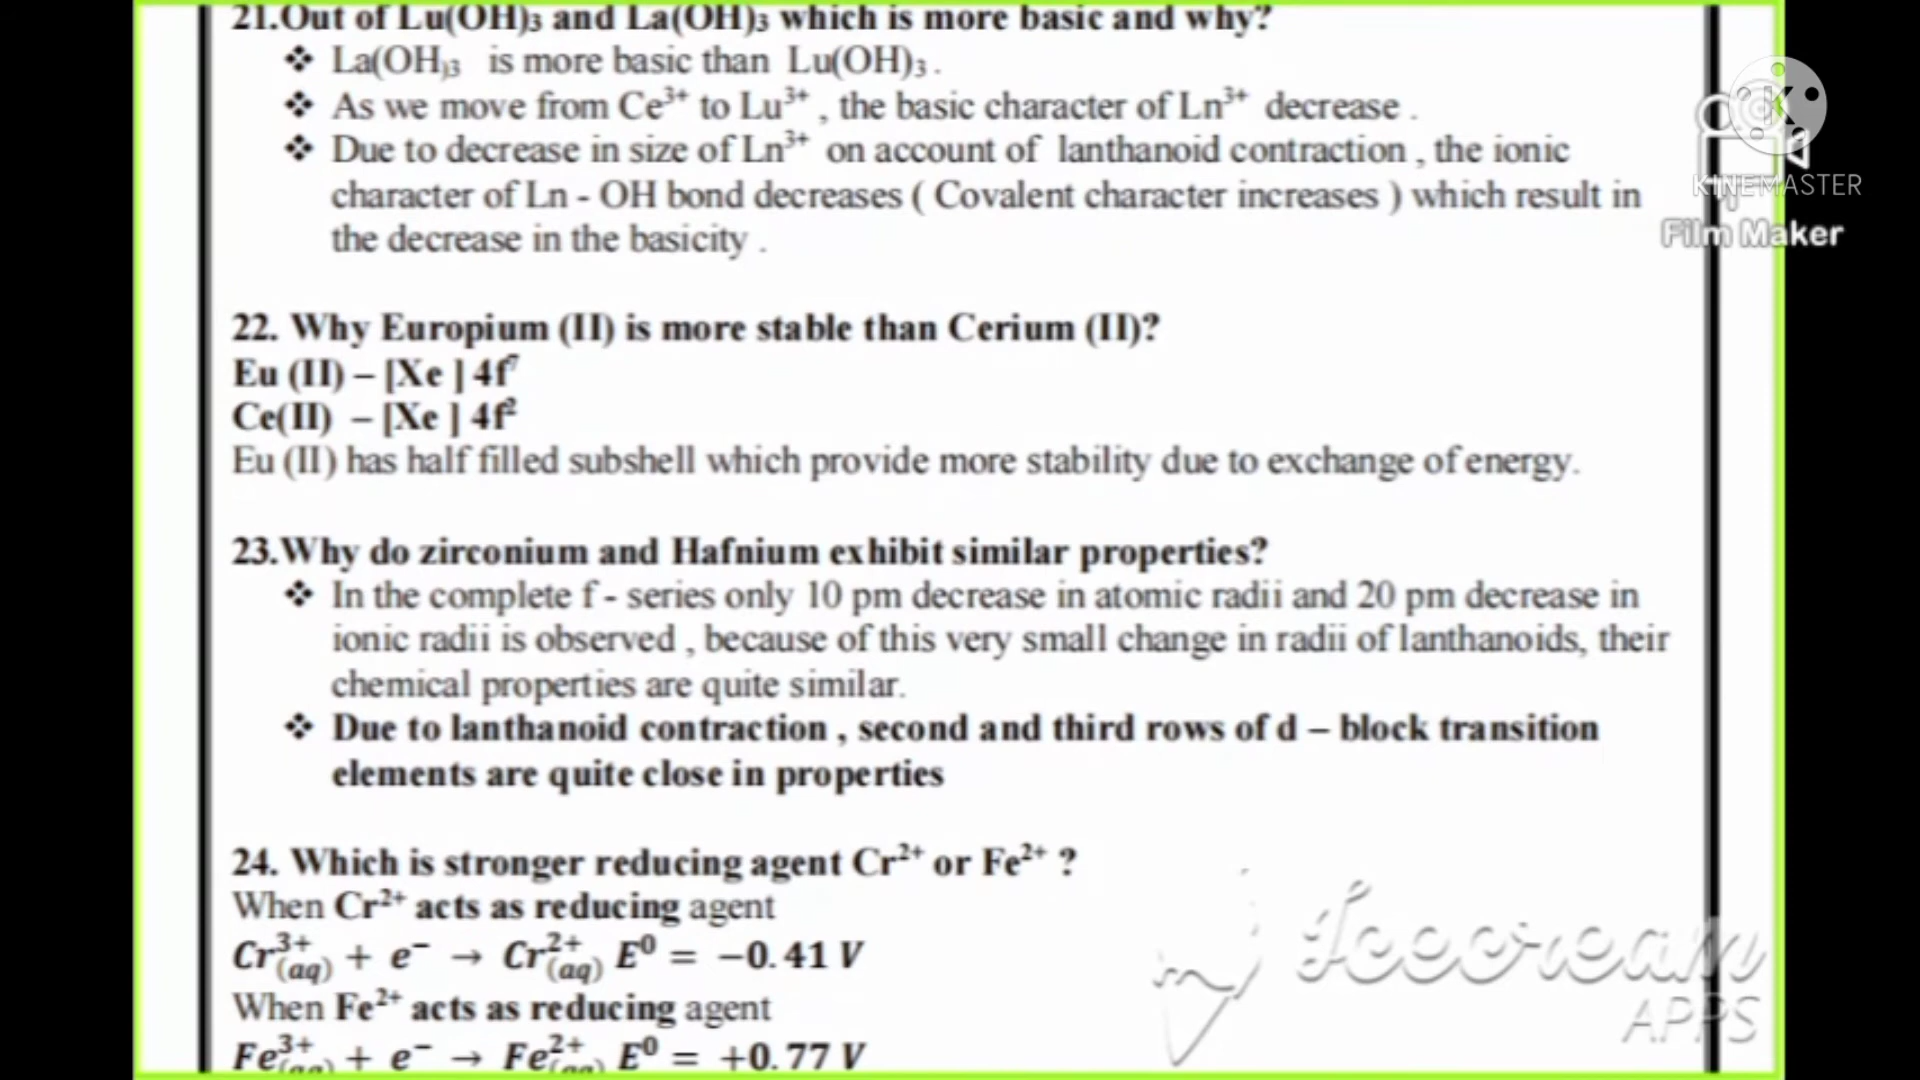 21.Out of Lu(OH)₃ and La(OH)₃ which is more basic and why?
❖ La(OH)₃ is more basic than Lu(OH)₃ .
❖ As we move from Ce³⁺ to Lu³⁺ , the basic character of Ln³⁺ decrease .
❖ Due to decrease in size of Ln³⁺ on account of lanthanoid contraction , the ionic
character of Ln - OH bond decreases ( Covalent character increases ) which result in
the decrease in the basicity .
22. Why Europium (II) is more stable than Cerium (II)?
Eu (II) – [Xe ] 4f⁷
Ce(II) – [Xe ] 4f²
Eu (II) has half filled subshell which provide more stability due to exchange of energy.
23.Why do zirconium and Hafnium exhibit similar properties?
❖ In the complete f - series only 10 pm decrease in atomic radii and 20 pm decrease in
ionic radii is observed , because of this very small change in radii of lanthanoids, their
chemical properties are quite similar.
❖ Due to lanthanoid contraction , second and third rows of d – block transition
elements are quite close in properties
24. Which is stronger reducing agent Cr²⁺ or Fe²⁺ ?
When Cr²⁺ acts as reducing agent
Cr³⁺(aq) + e⁻ → Cr²⁺(aq) E⁰ = −0.41 V
When Fe²⁺ acts as reducing agent
Fe³⁺(aq) + e⁻ → Fe²⁺(aq) E⁰ = +0.77 V
K
KINEMASTER
Film Maker
Icecream
APPS